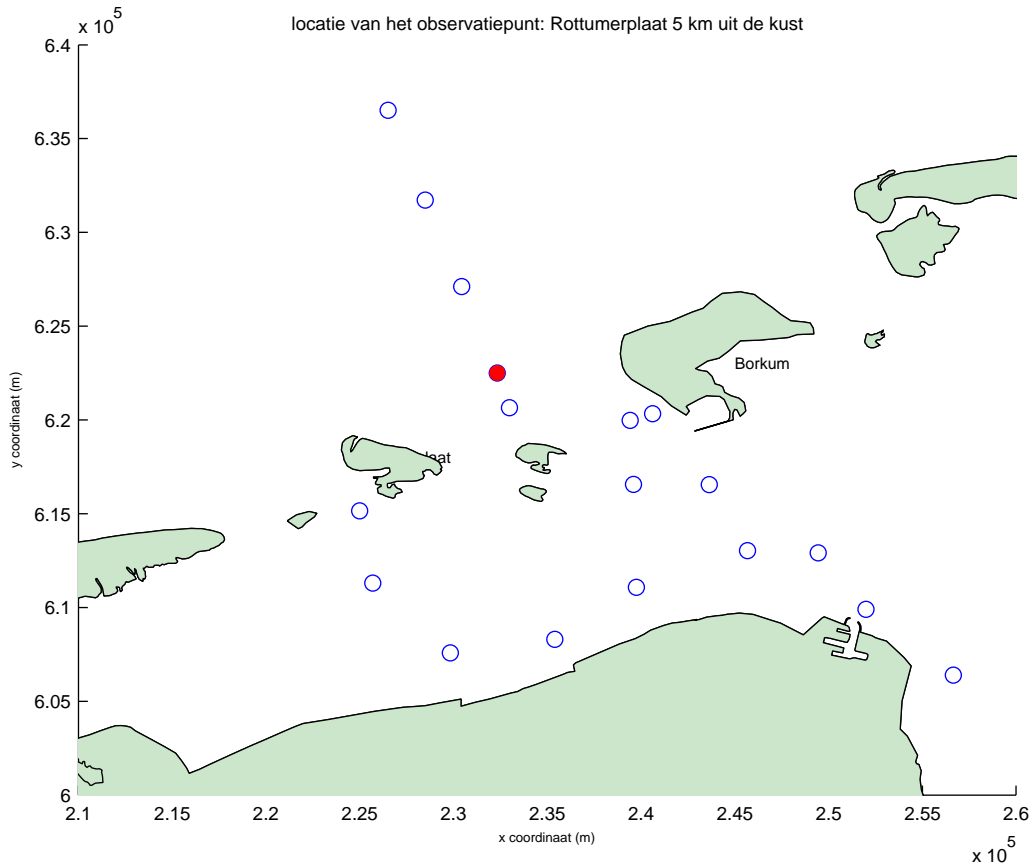 locatie van het observatiepunt: Rottumerplaat 5 km uit de kust
x 10^5
6.4
6.35
6.3
6.25
6.2
6.15
6.1
6.05
6
y coordinaat (m)
Borkum
laat
2.1
2.15
2.2
2.25
2.3
2.35
2.4
2.45
2.5
2.55
2.6
x coordinaat (m)
x 10^5